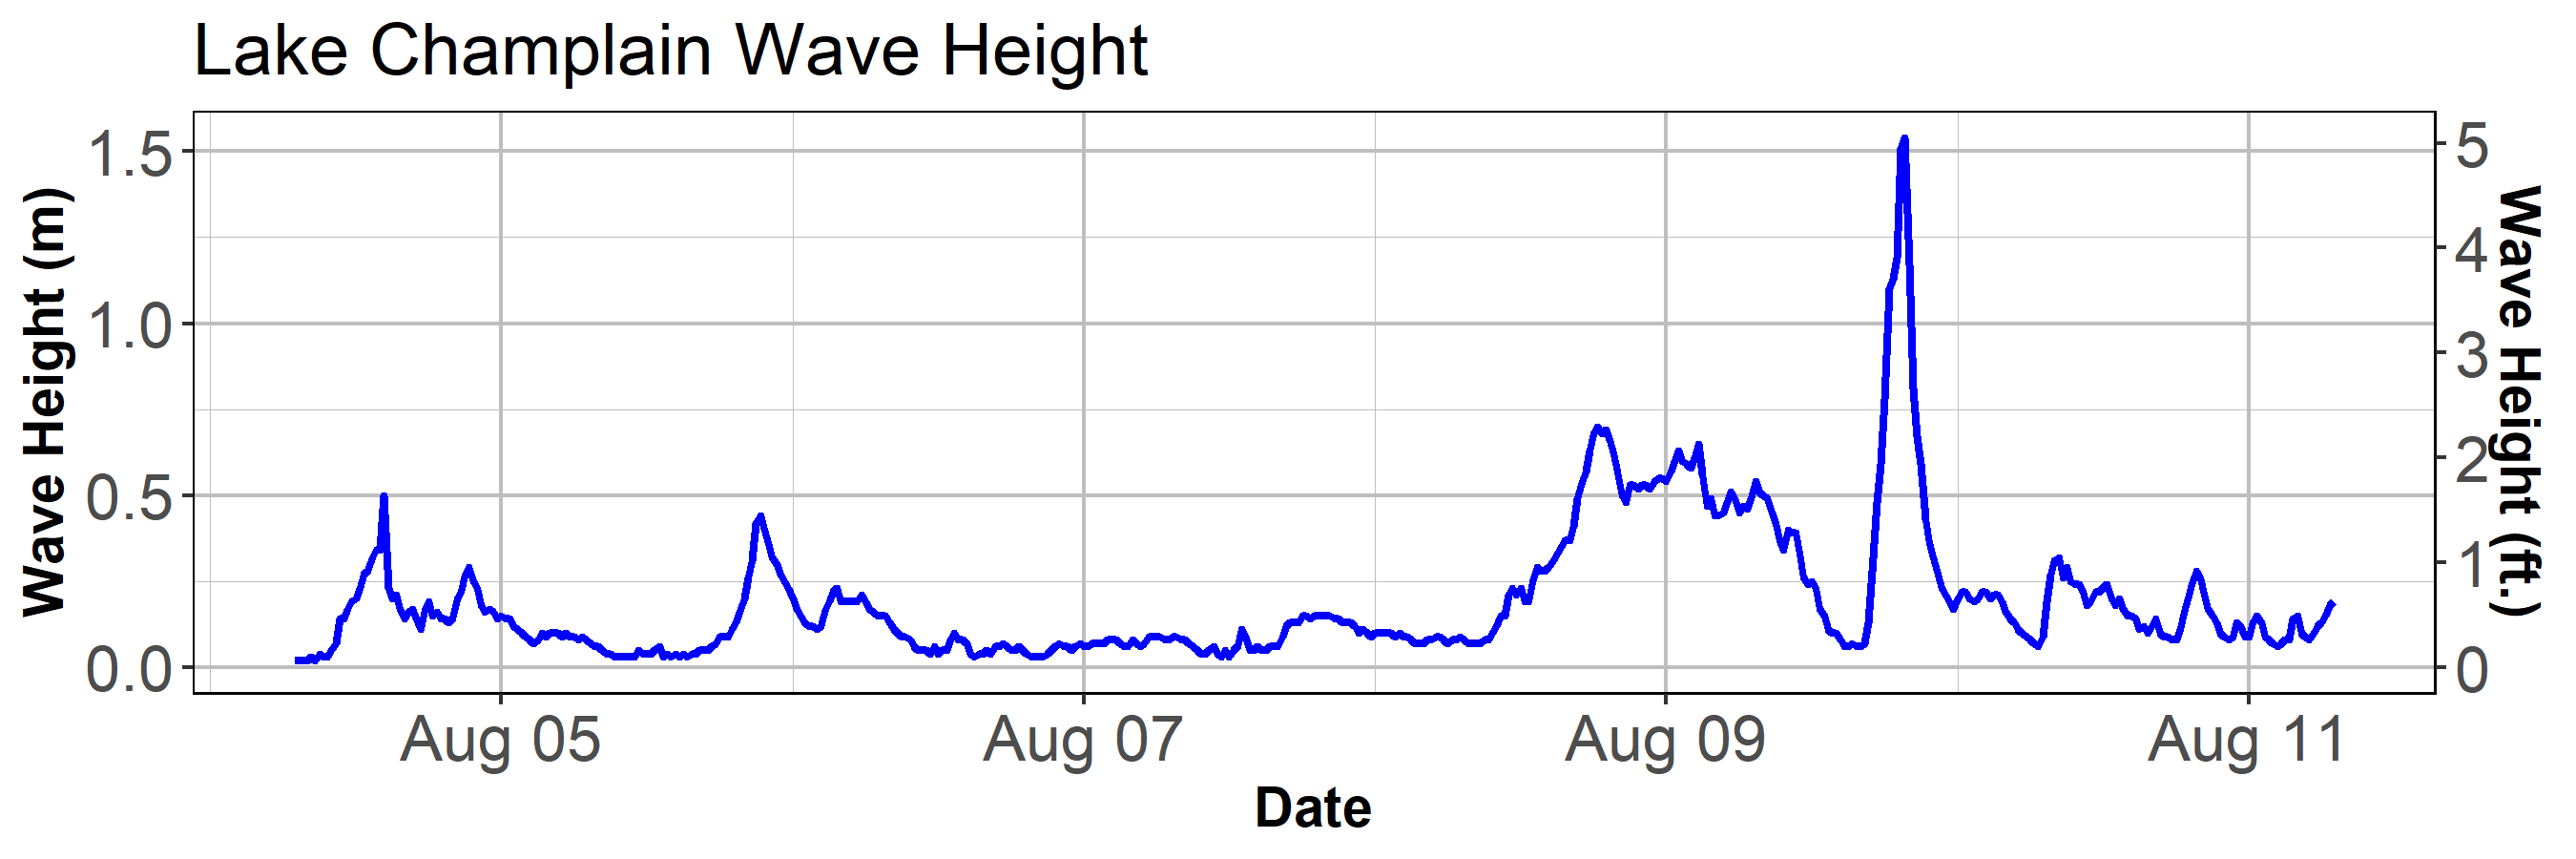 Lake Champlain Wave Height
Wave Height (m)
1.5
1.0
0.5
0.0
5
4
3
2
1
0
Wave Height (ft.)
Aug 05
Aug 07
Aug 09
Aug 11
Date